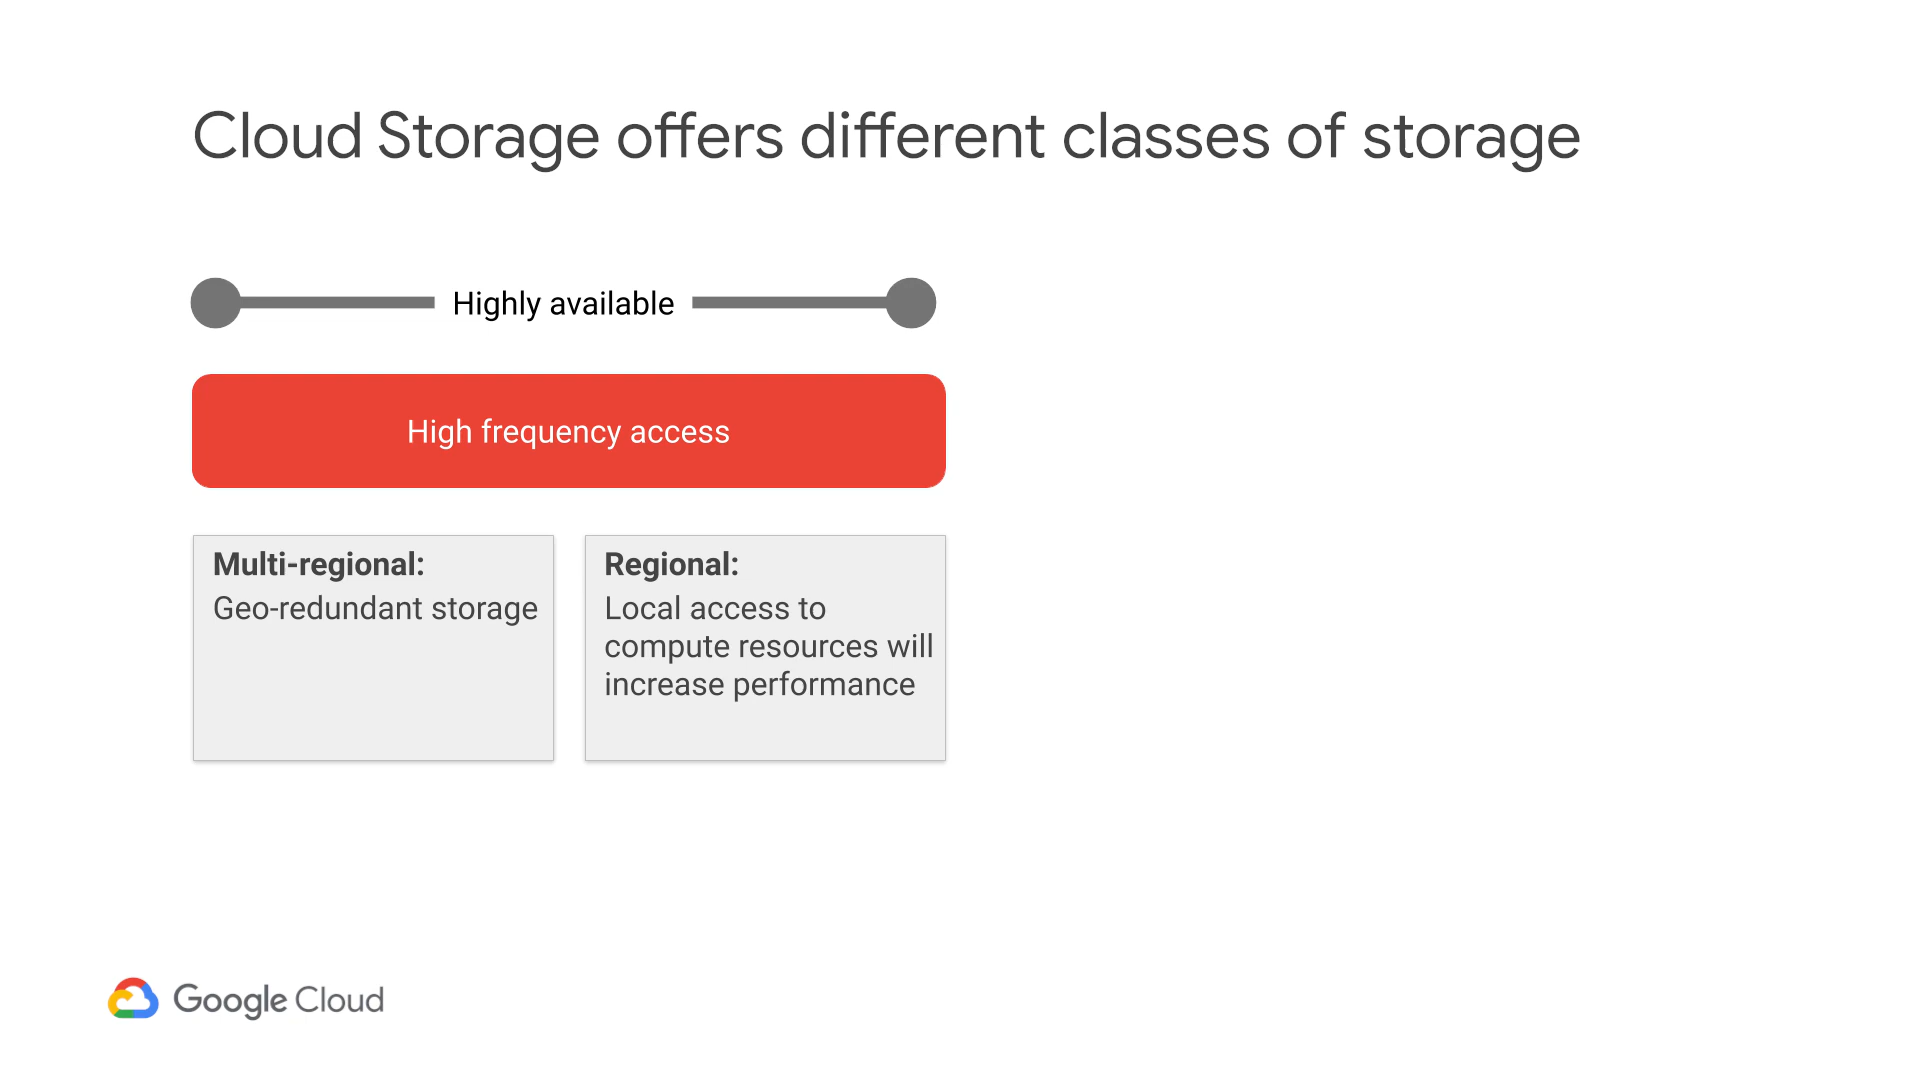 Cloud Storage offers different classes of storage
Highly available
High frequency access
Multi-regional:
Geo-redundant storage
Regional:
Local access to
compute resources will
increase performance
Google Cloud